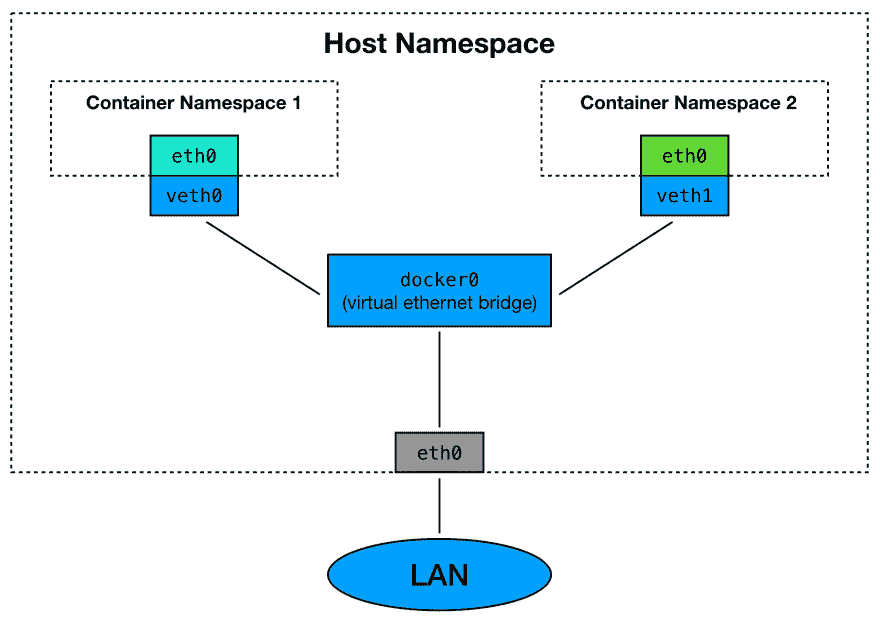 Host Namespace
Container Namespace 1
Container Namespace 2
eth0
eth0
veth0
veth1
docker0
(virtual ethernet bridge)
eth0
LAN